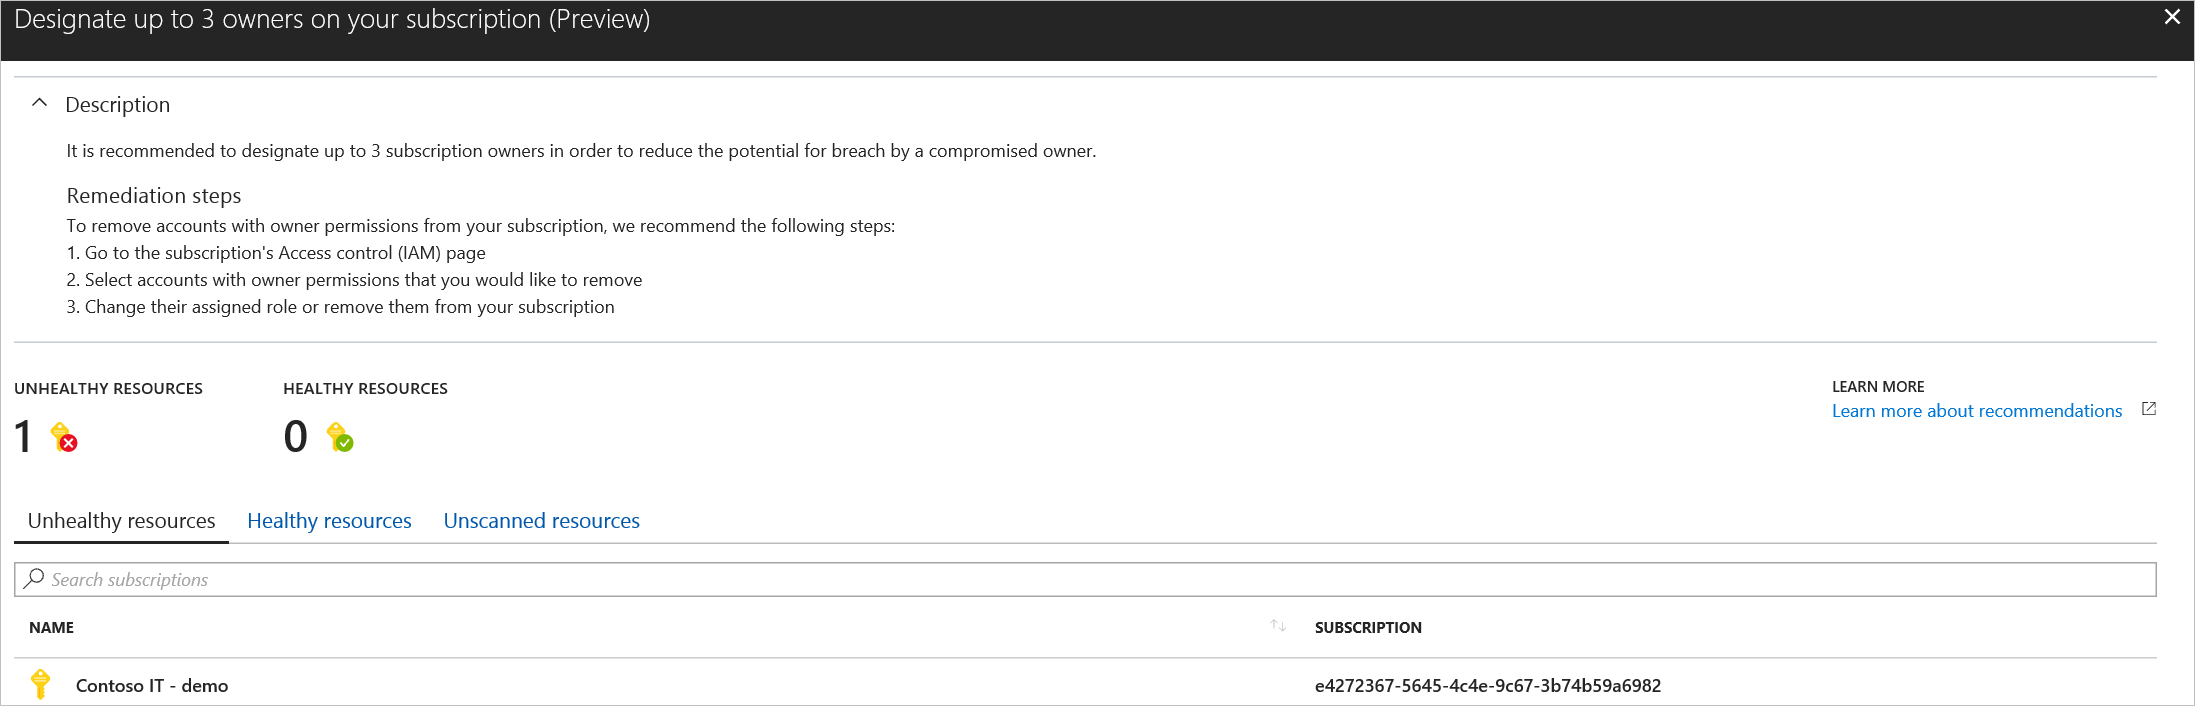 Designate up to 3 owners on your subscription (Preview)
Description
It is recommended to designate up to 3 subscription owners in order to reduce the potential for breach by a compromised owner.
Remediation steps
To remove accounts with owner permissions from your subscription, we recommend the following steps:
1. Go to the subscription's Access control (IAM) page
2. Select accounts with owner permissions that you would like to remove
3. Change their assigned role or remove them from your subscription
UNHEALTHY RESOURCES HEALTHY RESOURCES LEARN MORE
1 0 Learn more about recommendations
Unhealthy resources Healthy resources Unscanned resources
Search subscriptions
NAME SUBSCRIPTION
Contoso IT - demo e4272367-5645-4c4e-9c67-3b74b59a6982